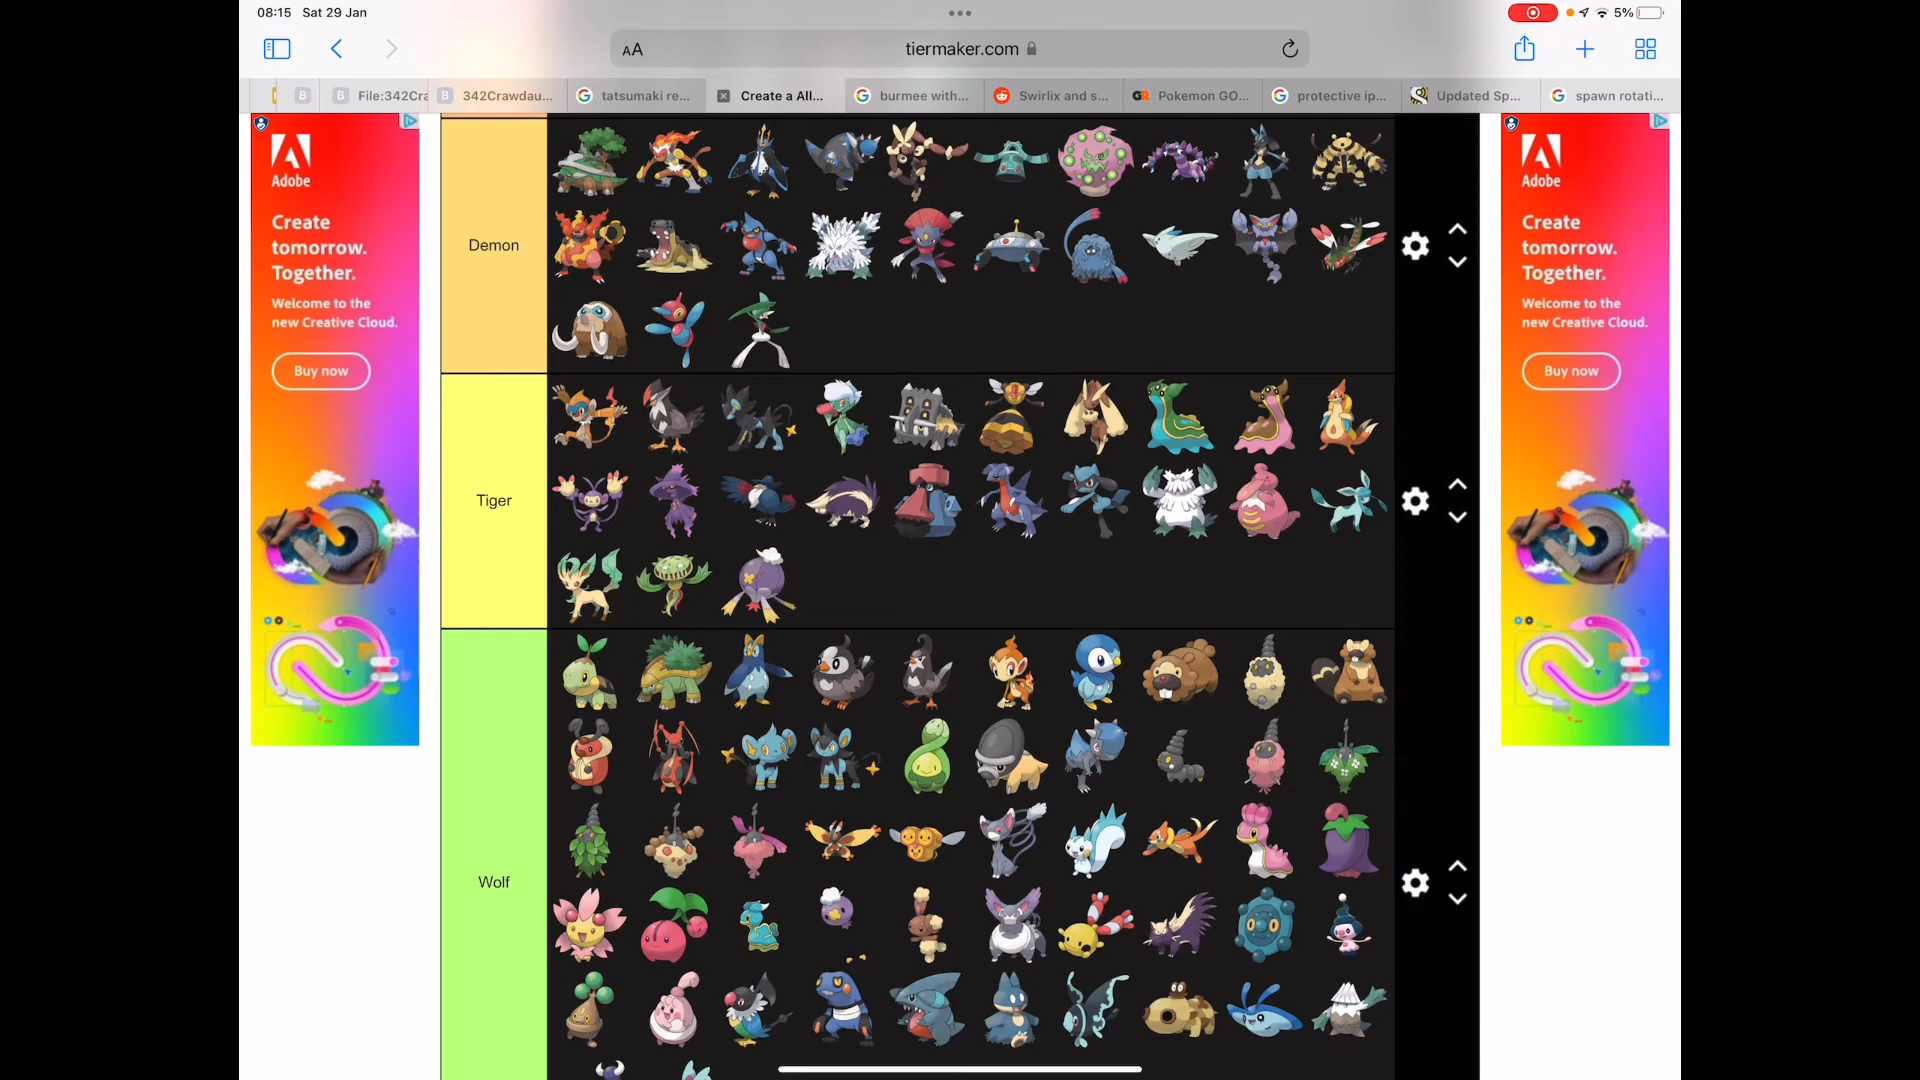 08:15 Sat 29 Jan
5%
AA
tiermaker.com
B
B File:342Cra
B 342Crawdau...
tatsumaki re...
Create a All...
burmee with...
Swirlix and s...
Pokemon GO...
protective ip...
Updated Sp...
spawn rotati...
Adobe
Create
tomorrow.
Together.
Welcome to the
new Creative Cloud.
Buy now
Demon
Tiger
Wolf
Adobe
Create
tomorrow.
Together.
Welcome to the
new Creative Cloud.
Buy now